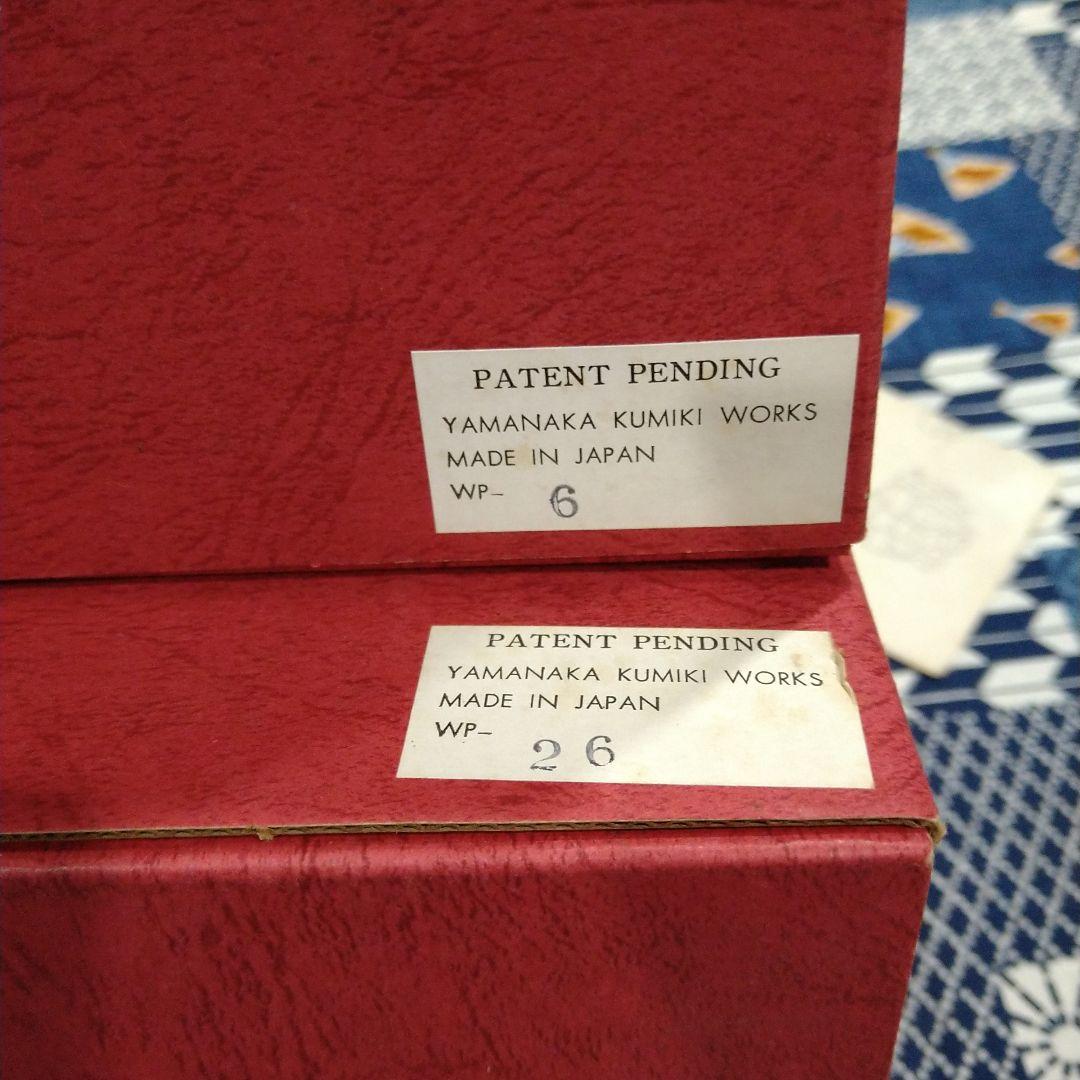 PATENT PENDING
YAMANAKA KUMIKI WORKS
MADE IN JAPAN
WP- 6
PATENT PENDING
YAMANAKA KUMIKI WORKS
MADE IN JAPAN
WP- 26